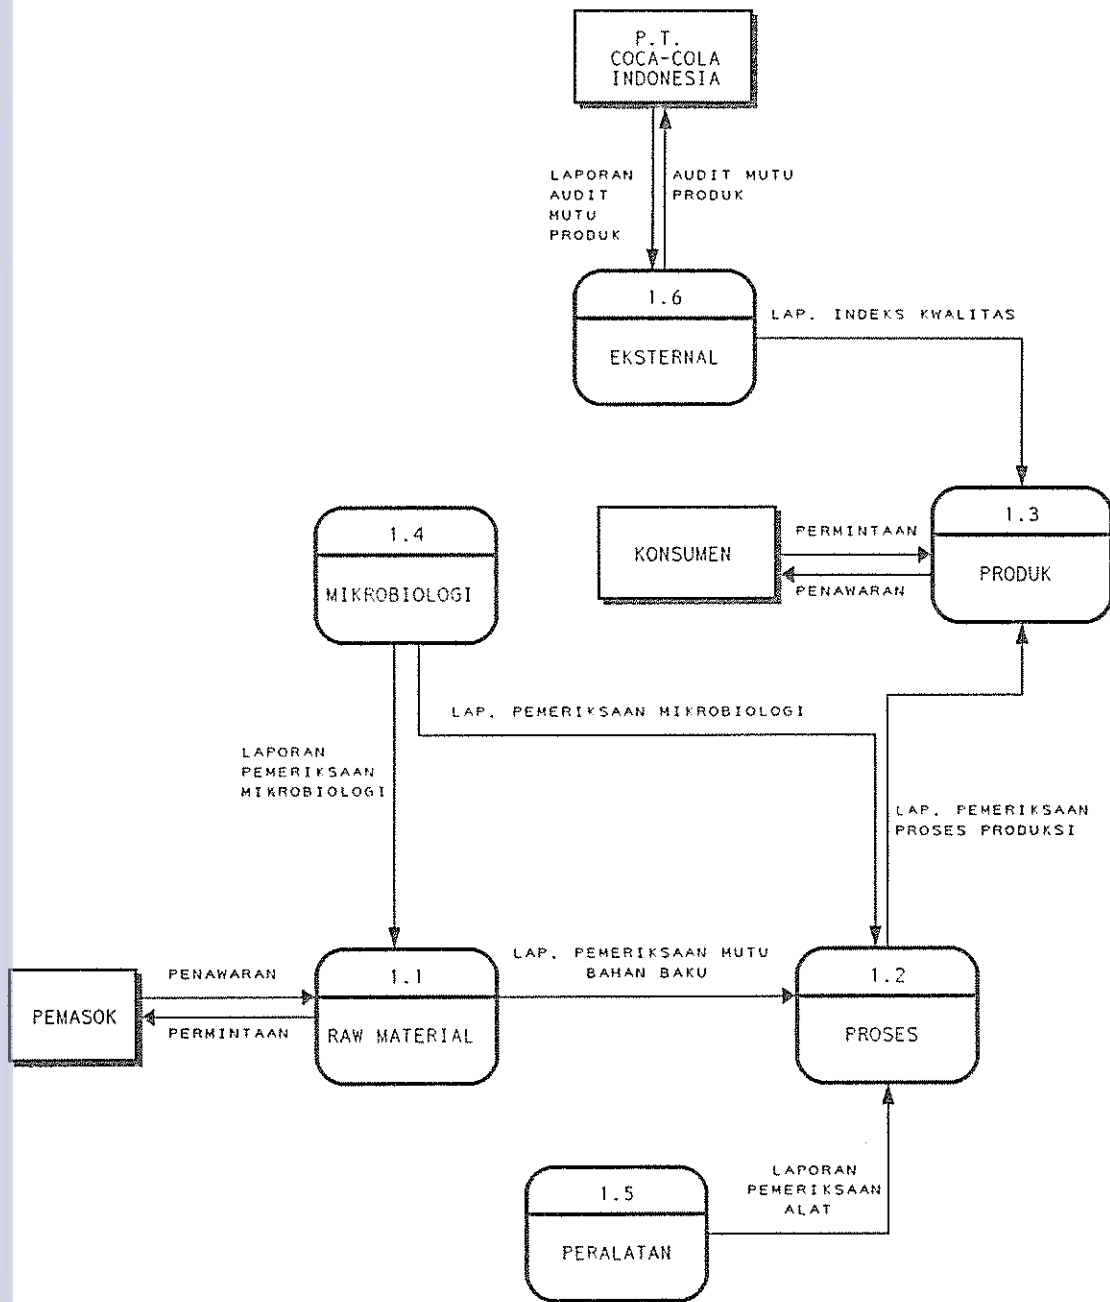 P.T.
COCA-COLA
INDONESIA
LAPORAN
AUDIT
MUTU
PRODUK
AUDIT MUTU
PRODUK
1.6
EKSTERNAL
LAP. INDEKS KWALITAS
1.3
PRODUK
KONSUMEN
PERMINTAAN
PENAWARAN
1.4
MIKROBIOLOGI
LAP. PEMERIKSAAN MIKROBIOLOGI
LAPORAN
PEMERIKSAAN
MIKROBIOLOGI
LAP. PEMERIKSAAN
PROSES PRODUKSI
PEMASOK
PENAWARAN
PERMINTAAN
1.1
RAW MATERIAL
LAP. PEMERIKSAAN MUTU
BAHAN BAKU
1.2
PROSES
1.5
PERALATAN
LAPORAN
PEMERIKSAAN
ALAT